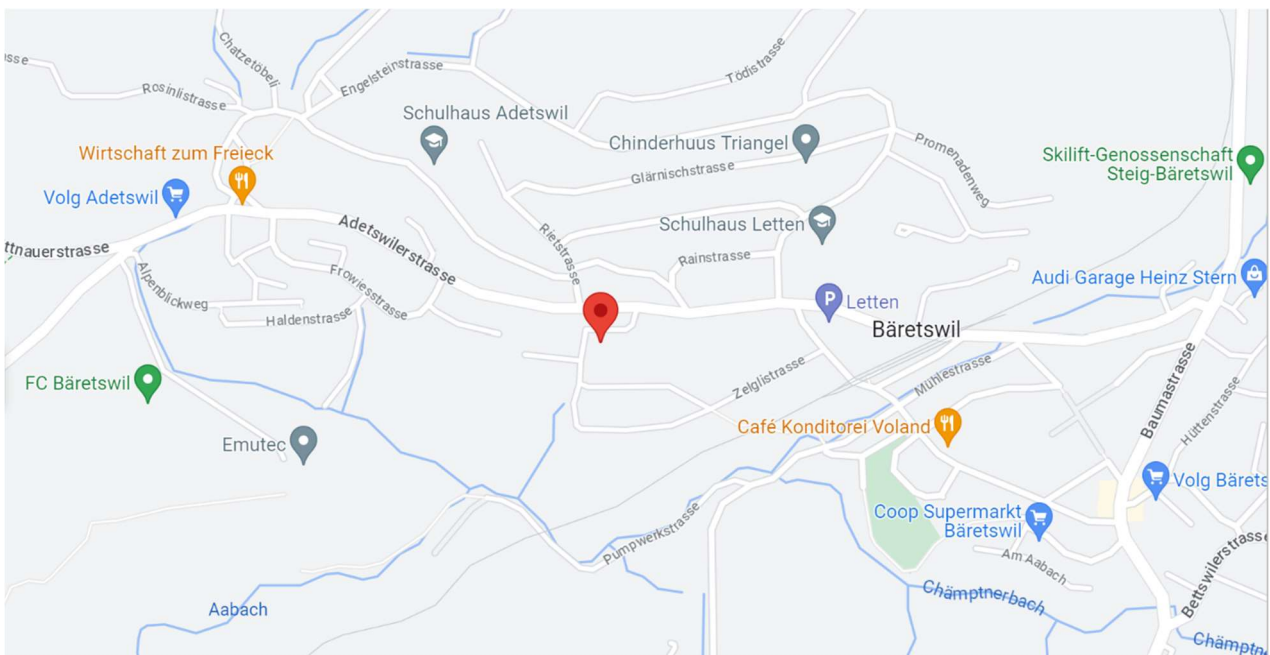 sse
Chatzetöbeli
Rosinlistrasse
Engelsteinstrasse
Tödistrasse
Schulhaus Adetswil
Chinderhuus Triangel
Promenadenweg
Skilift-Genossenschaft
Steig-Bäretswil
Wirtschaft zum Freieck
Glärnischstrasse
Volg Adetswil
Schulhaus Letten
ttnauerstrasse
Adetswilerstrasse
Rietstrasse
Rainstrasse
Alpenblickweg
Frowiesstrasse
Haldenstrasse
P
Letten
Audi Garage Heinz Stern
Bäretswil
Zelglistrasse
Mühlestrasse
Baumastrasse
Hüttenstrasse
FC Bäretswil
Emutec
Café Konditorei Voland
Volg Bärets
Coop Supermarkt
Bäretswil
Pumpwerkstrasse
Am Aabach
Bettswilerstrasse
Aabach
Chämptnerbach
Chämptn